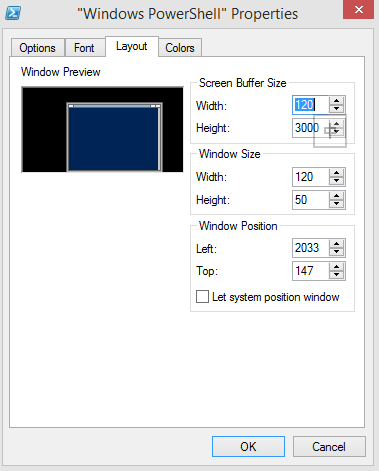 "Windows PowerShell" Properties
Options Font Layout Colors
Window Preview
Screen Buffer Size
Width: 120
Height: 3000
Window Size
Width: 120
Height: 50
Window Position
Left: 2033
Top: 147
Let system position window
OK Cancel